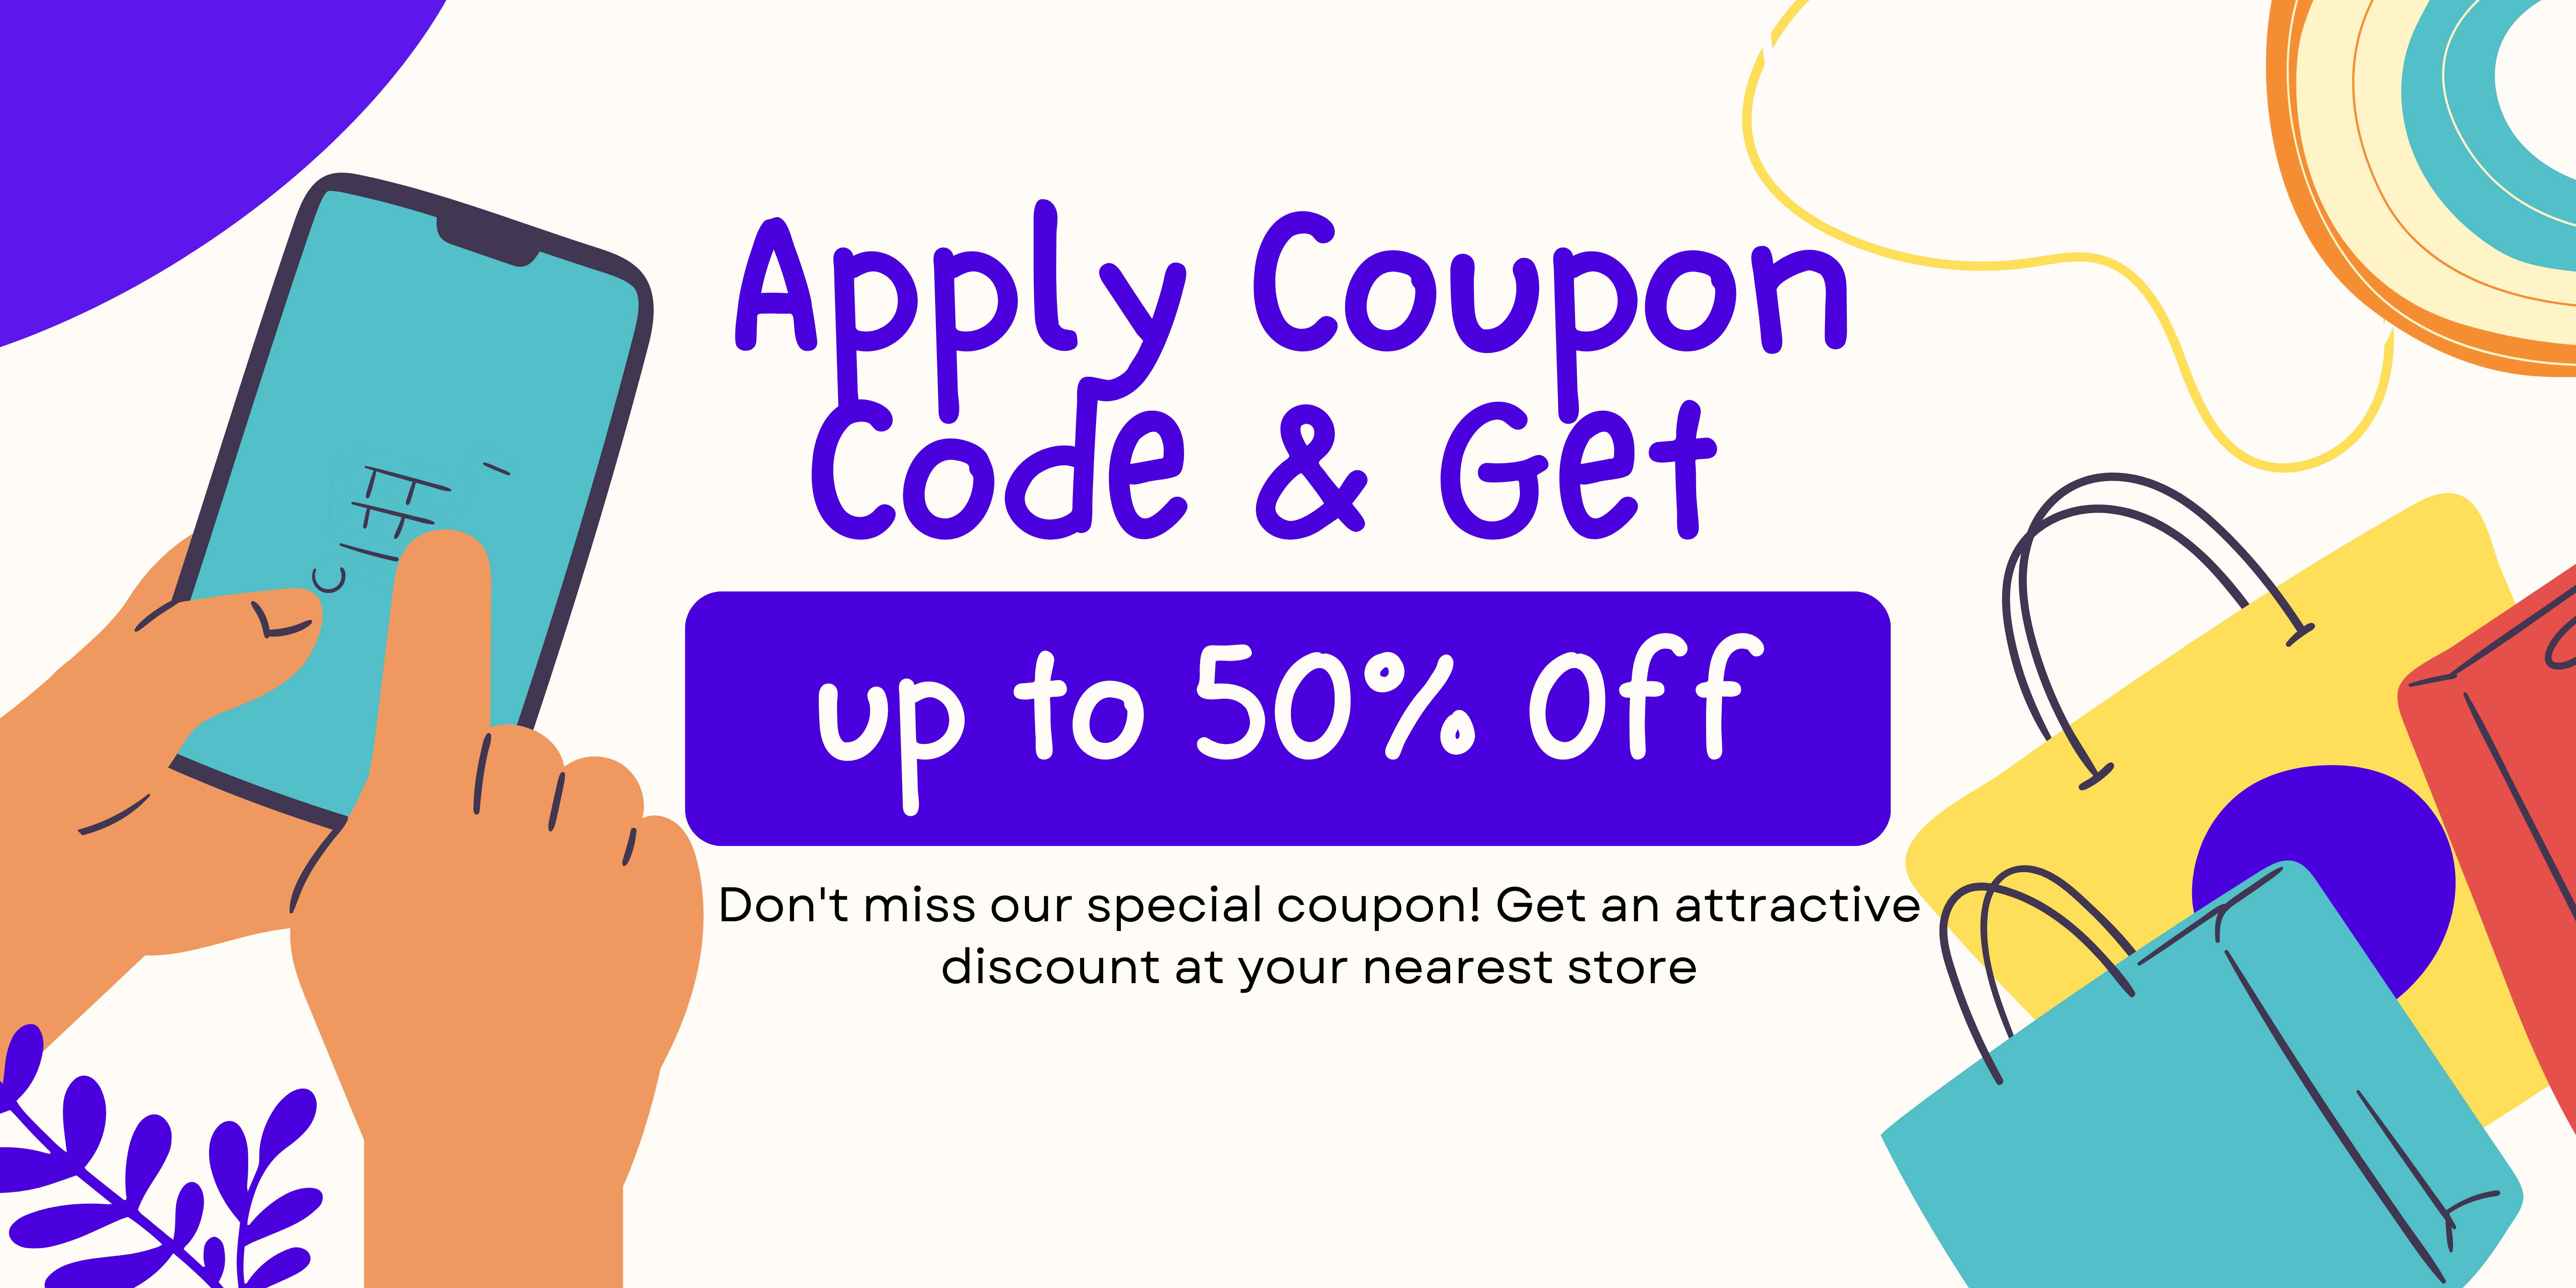 Apply Coupon
Code & Get
up to 50% Off
Don't miss our special coupon! Get an attractive
discount at your nearest store